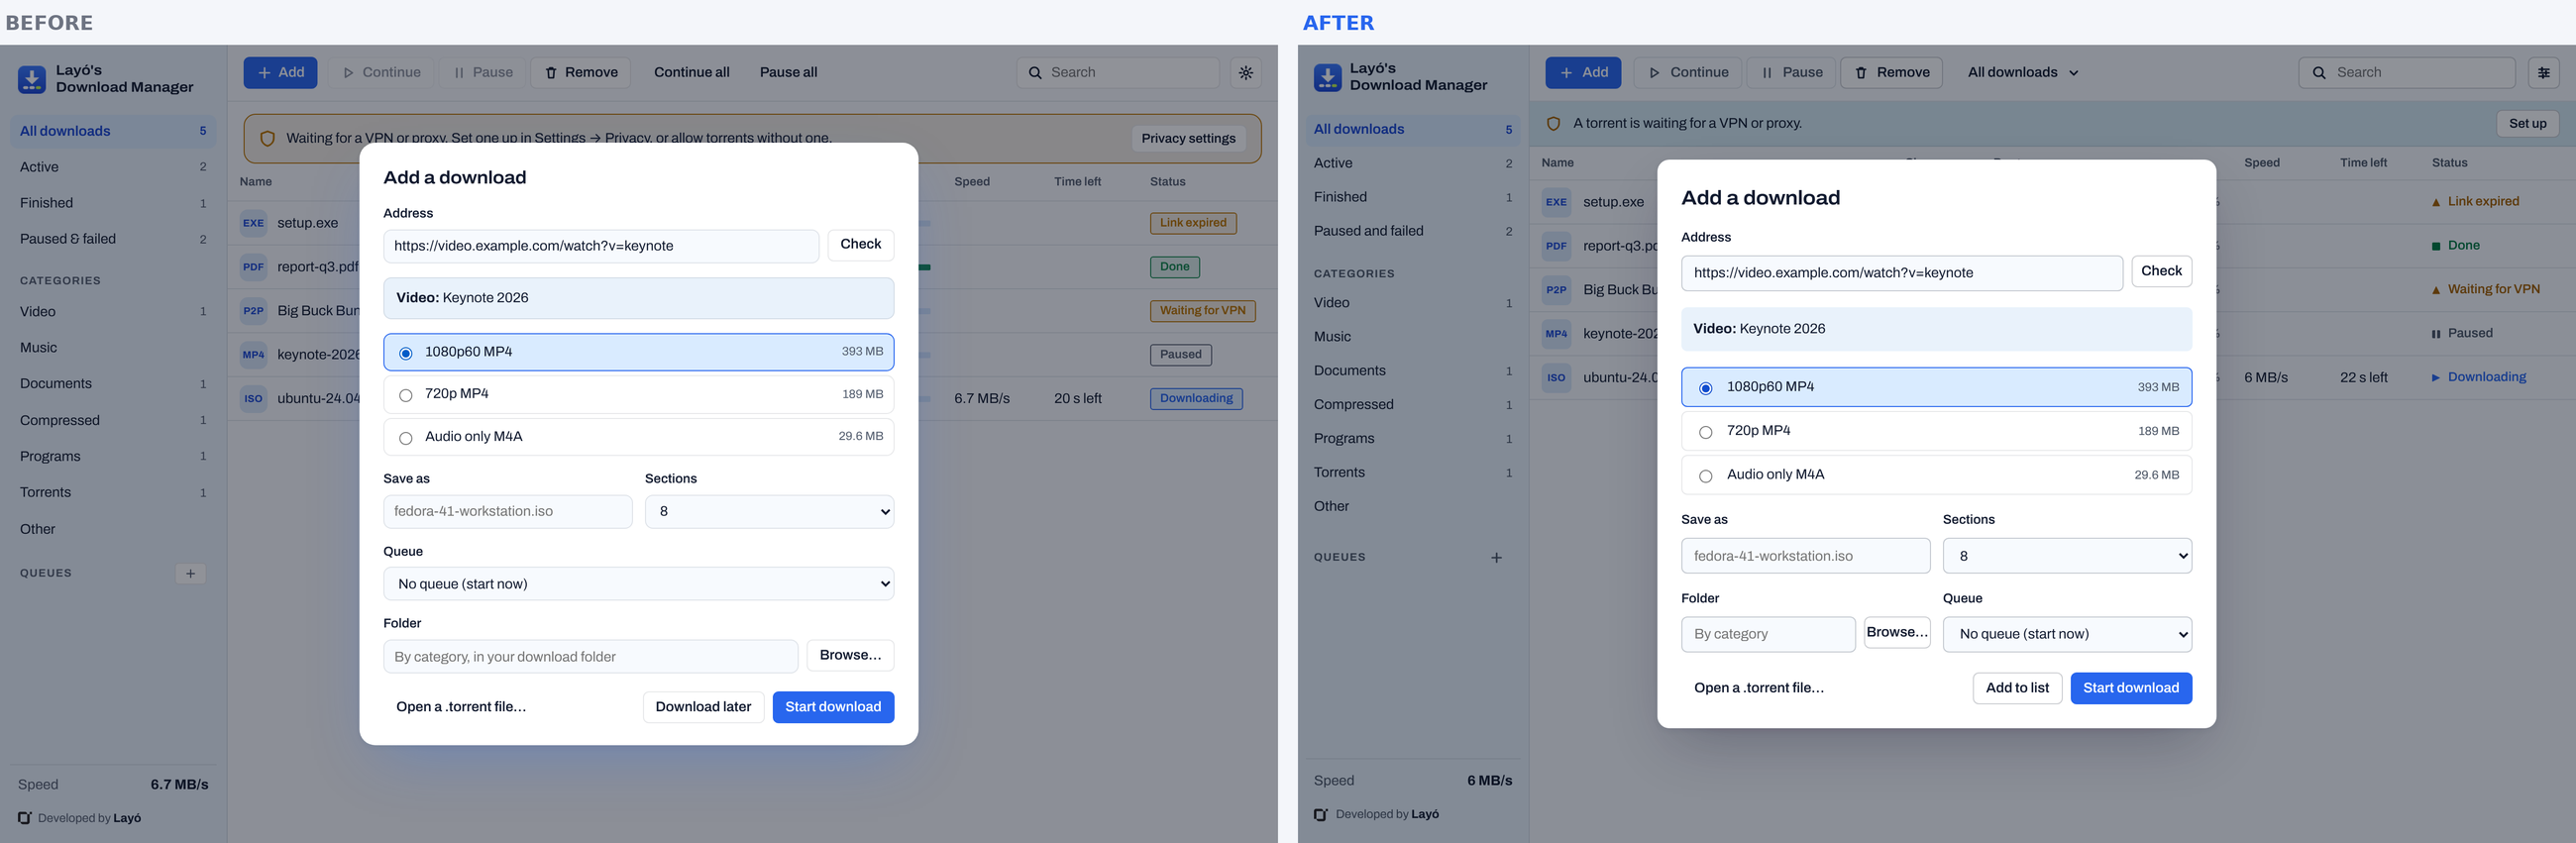 BEFORE
Layó's
Download Manager
Add
Continue
Pause
Remove
Continue all
Pause all
Search
All downloads 5
Active 2
Finished 1
Paused & failed 2
CATEGORIES
Video 1
Music
Documents 1
Compressed 1
Programs 1
Torrents 1
Other
QUEUES +
Speed 6.7 MB/s
Developed by Layó
Waiting for a VPN or proxy. Set one up in Settings → Privacy, or allow torrents without one.
Privacy settings
Name Speed Time left Status
EXE setup.exe Link expired
PDF report-q3.pdf Done
P2P Big Buck Waiting for VPN
MP4 keynote-2026 Paused
ISO ubuntu-24.04 6.7 MB/s 20 s left Downloading
Add a download
Address
https://video.example.com/watch?v=keynote Check
Video: Keynote 2026
1080p60 MP4 393 MB
720p MP4 189 MB
Audio only M4A 29.6 MB
Save as Sections
fedora-41-workstation.iso 8
Queue
No queue (start now)
Folder
By category, in your download folder Browse...
Open a .torrent file... Download later Start download
AFTER
Layó's
Download Manager
Add
Continue
Pause
Remove
All downloads
Search
All downloads 5
Active 2
Finished 1
Paused and failed 2
CATEGORIES
Video 1
Music
Documents 1
Compressed 1
Programs 1
Torrents 1
Other
QUEUES +
Speed 6 MB/s
Developed by Layó
A torrent is waiting for a VPN or proxy. Set up
Name Speed Time left Status
EXE setup.exe Link expired
PDF report-q3.pd Done
P2P Big Buck Waiting for VPN
MP4 keynote-202 Paused
ISO ubuntu-24.0 6 MB/s 22 s left Downloading
Add a download
Address
https://video.example.com/watch?v=keynote Check
Video: Keynote 2026
1080p60 MP4 393 MB
720p MP4 189 MB
Audio only M4A 29.6 MB
Save as Sections
fedora-41-workstation.iso 8
Folder Queue
By category Browse... No queue (start now)
Open a .torrent file... Add to list Start download